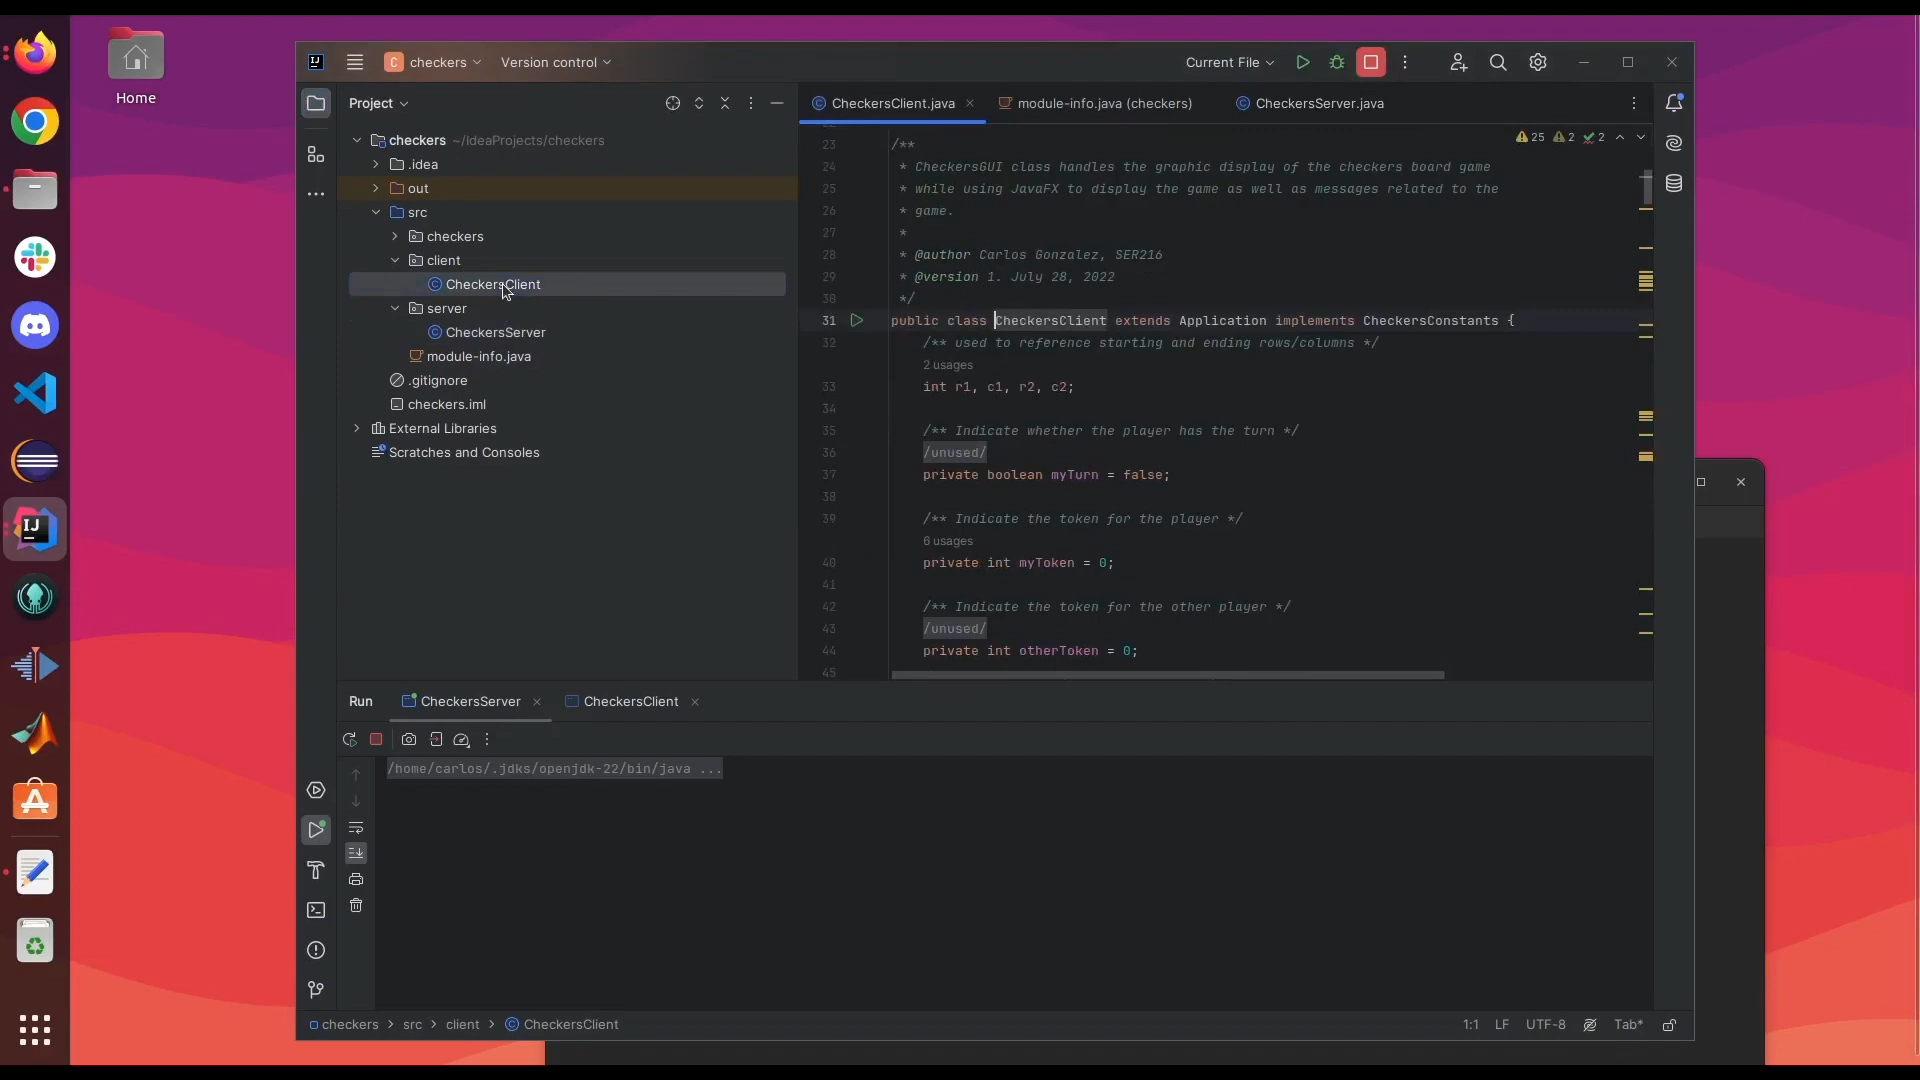 Home
checkers
Version control
Current File
Project
CheckersClient.java
module-info.java (checkers)
CheckersServer.java
checkers ~/IdeaProjects/checkers
.idea
out
src
checkers
client
CheckersClient
server
CheckersServer
module-info.java
.gitignore
checkers.iml
External Libraries
Scratches and Consoles
25 2 2
23 /**
24 * CheckersGUI class handles the graphic display of the checkers board game
25 * while using JavaFX to display the game as well as messages related to the
26 * game.
27 *
28 * @author Carlos Gonzalez, SER216
29 * @version 1. July 28, 2022
30 */
31 public class CheckersClient extends Application implements CheckersConstants {
32 /** used to reference starting and ending rows/columns */
2 usages
33 int r1, c1, r2, c2;
34
35 /** Indicate whether the player has the turn */
36 /unused/
37 private boolean myTurn = false;
38
39 /** Indicate the token for the player */
6 usages
40 private int myToken = 0;
41
42 /** Indicate the token for the other player */
43 /unused/
44 private int otherToken = 0;
45
Run
CheckersServer
CheckersClient
/home/carlos/.jdks/openjdk-22/bin/java ...
checkers > src > client > CheckersClient
1:1 LF UTF-8 Tab*